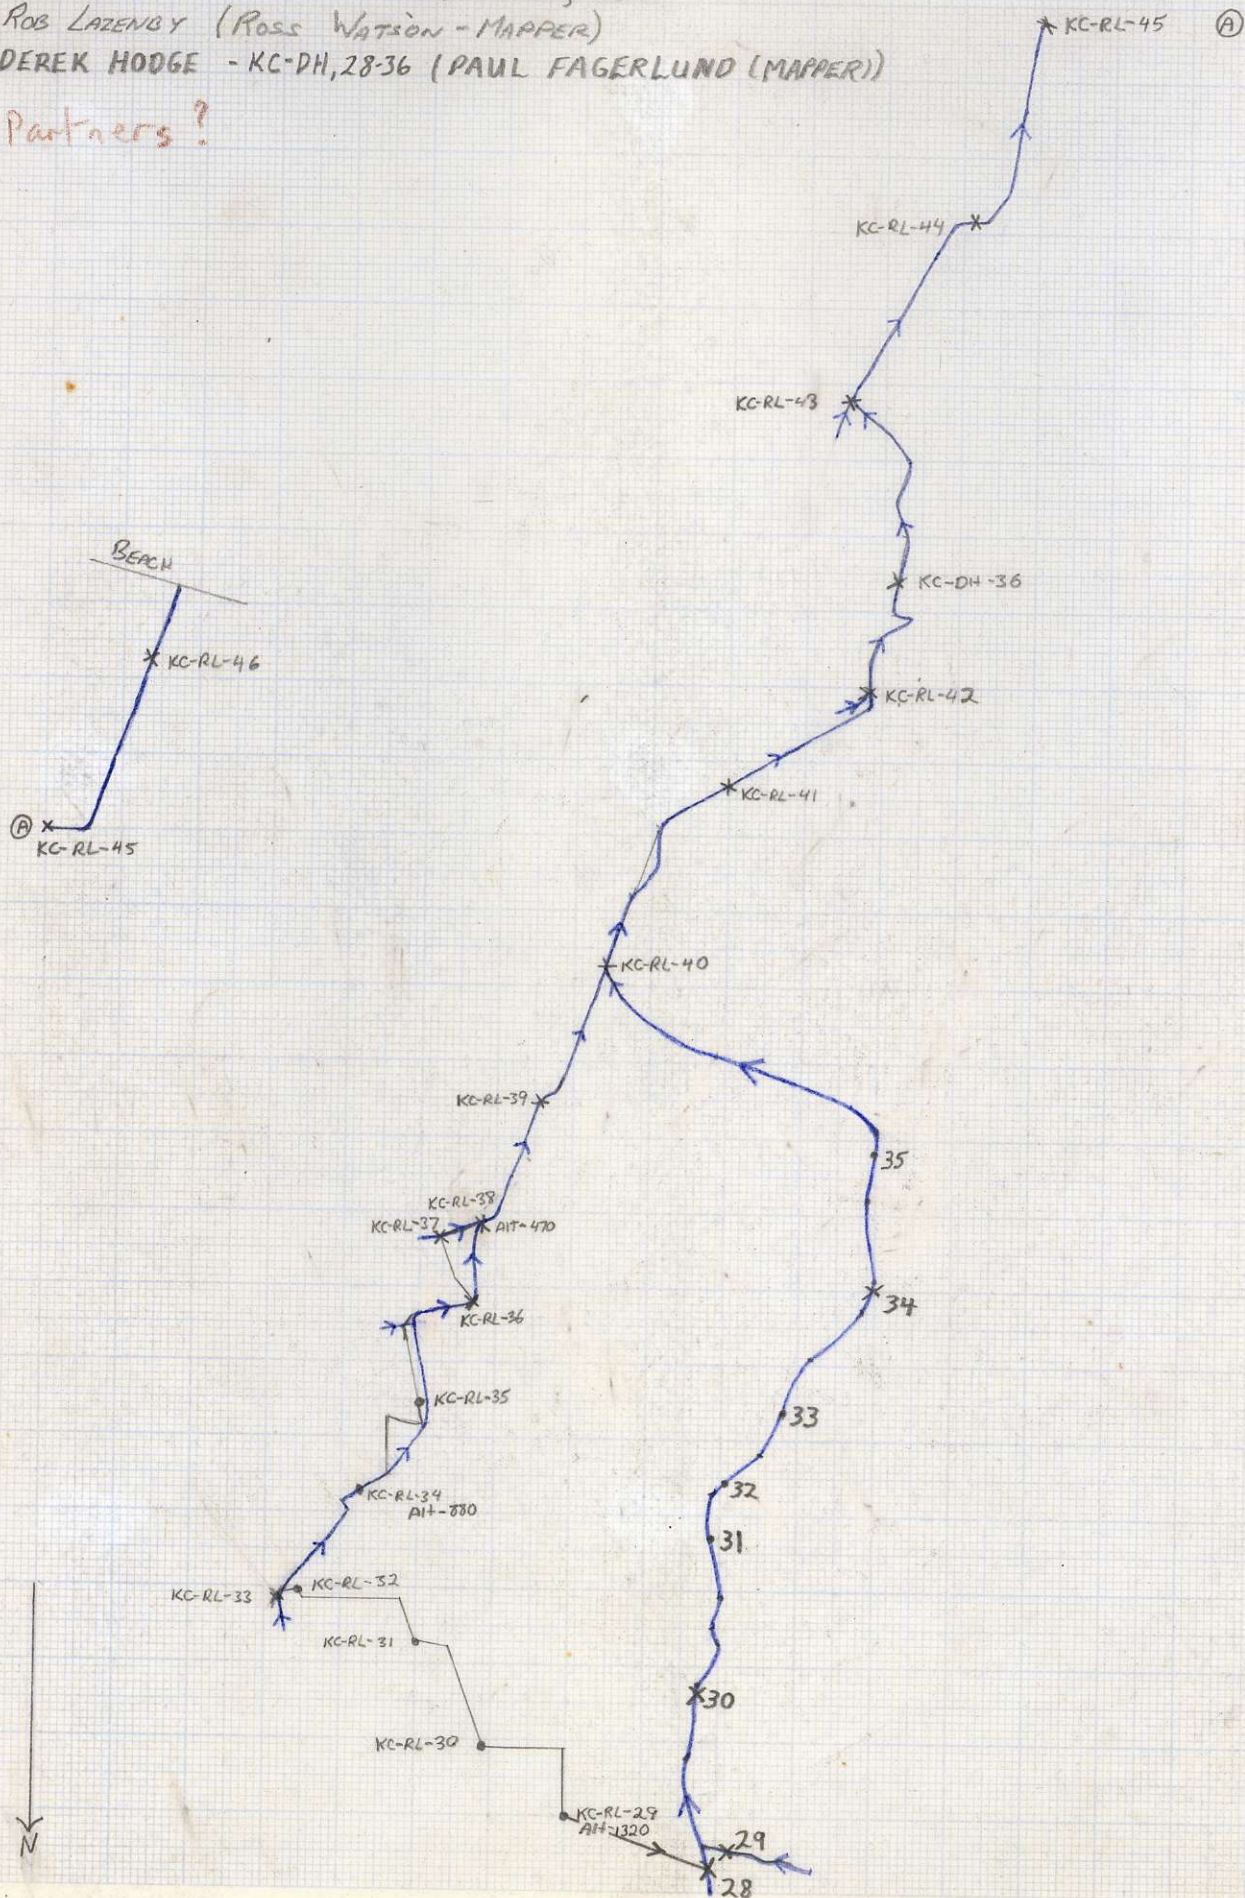 ROB LAZENBY (ROSS WATSON - MAPPER)
DEREK HODGE - KC-DH, 28-36 (PAUL FAGERLUND (MAPPER))
Partners?
KC-RL-45 A
KC-RL-44
KC-RL-43
BEACH
KC-DH-36
KC-RL-46
KC-RL-42
KC-RL-41
A
KC-RL-45
KC-RL-40
KC-RL-39
35
KC-RL-38
KC-RL-37 Alt-470
34
KC-RL-36
KC-RL-35
33
32
KC-RL-34
Alt-880
31
KC-RL-32
KC-RL-33
KC-RL-31
30
KC-RL-30
KC-RL-29
Alt-1320
N
29
28